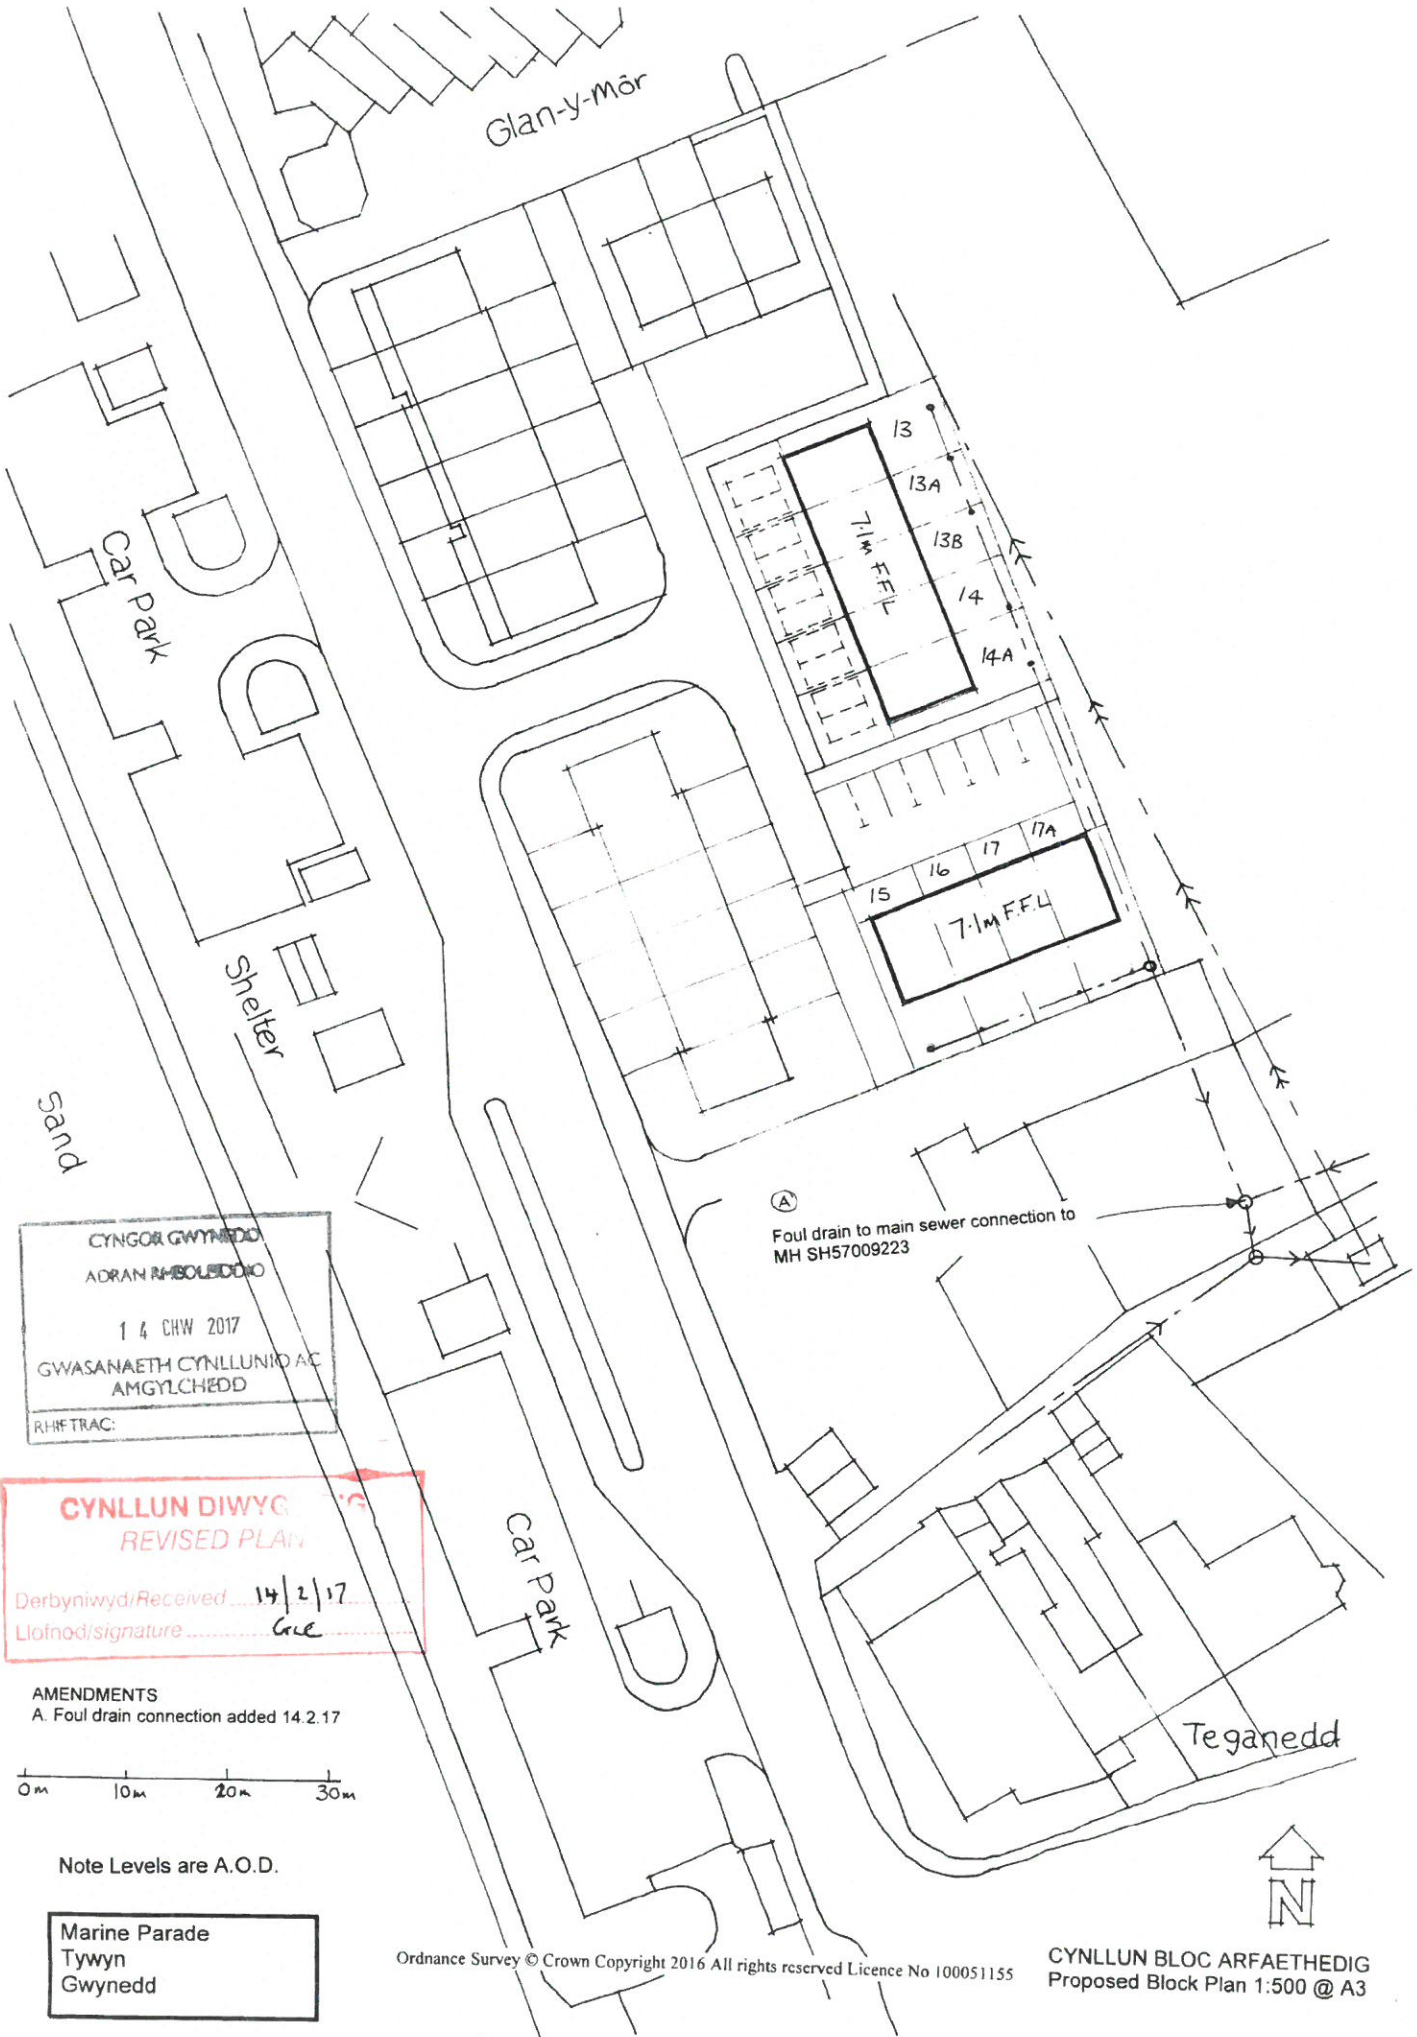 Glan-y-môr
13
13A
13B
14
14A
7.1m F.F.L
Car Park
15
16
17
17A
7.1m F.F.L
Shelter
Sand
A
Foul drain to main sewer connection to
MH SH57009223
CYNGOR GWYNEDD
ADRAN RHEOLEIDDIO
1 4 CHW 2017
GWASANAETH CYNLLUNIO AC
AMGYLCHEDD
RHIF TRAC:
CYNLLUN
REVISED PLAN
Derbyniwyd/Received 14/2/17
Llofnod/signature
Car Park
AMENDMENTS
A. Foul drain connection added 14.2.17
0m 10m 20m 30m
Teganedd
Note Levels are A.O.D.
N
Marine Parade
Tywyn
Gwynedd
Ordnance Survey © Crown Copyright 2016 All rights reserved Licence No 100051155
CYNLLUN BLOC ARFAETHEDIG
Proposed Block Plan 1:500 @ A3